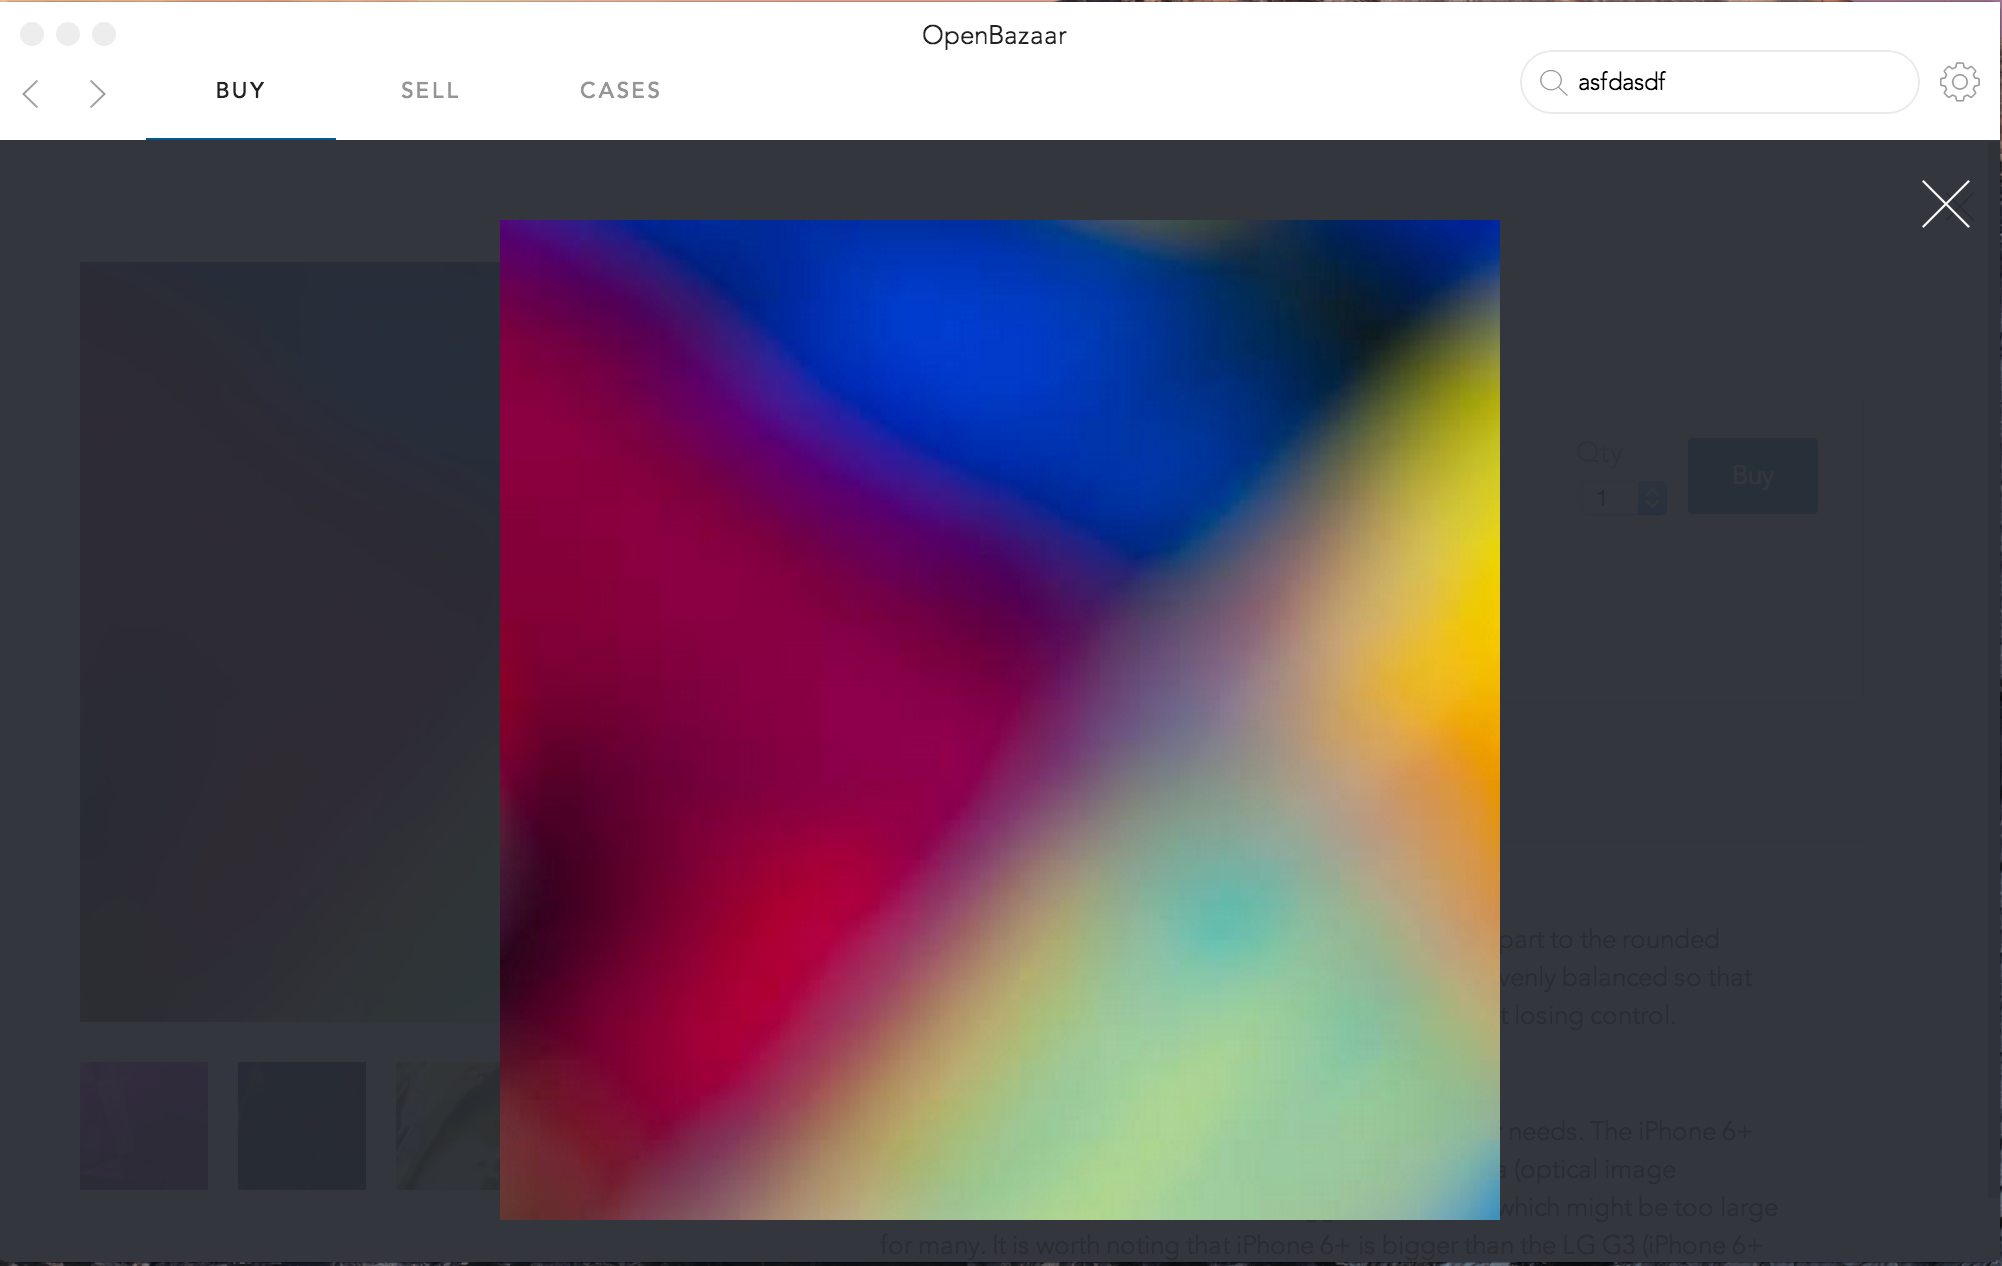 OpenBazaar
BUY SELL CASES
asfdasdf
Qty
1
Buy
part to the rounded
venly balanced so that
t losing control.
needs. The iPhone 6+
(optical image
which might be too large
for many. It is worth noting that iPhone 6+ is bigger than the LG G3 (iPhone 6+